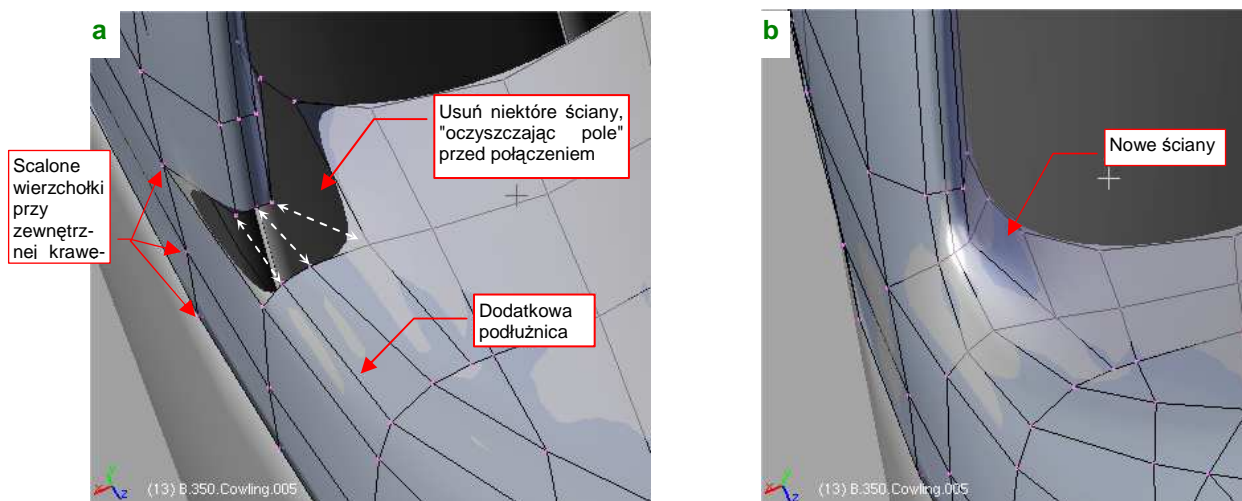 a
Usuń niektóre ściany,
"oczyszczając pole"
przed połączeniem
Scalone
wierzchołki
przy
zewnętrz-
nej krawe-
Dodatkowa
podłużnica
(13) B.350.Cowling.005
b
Nowe ściany
(13) B.350.Cowling.005